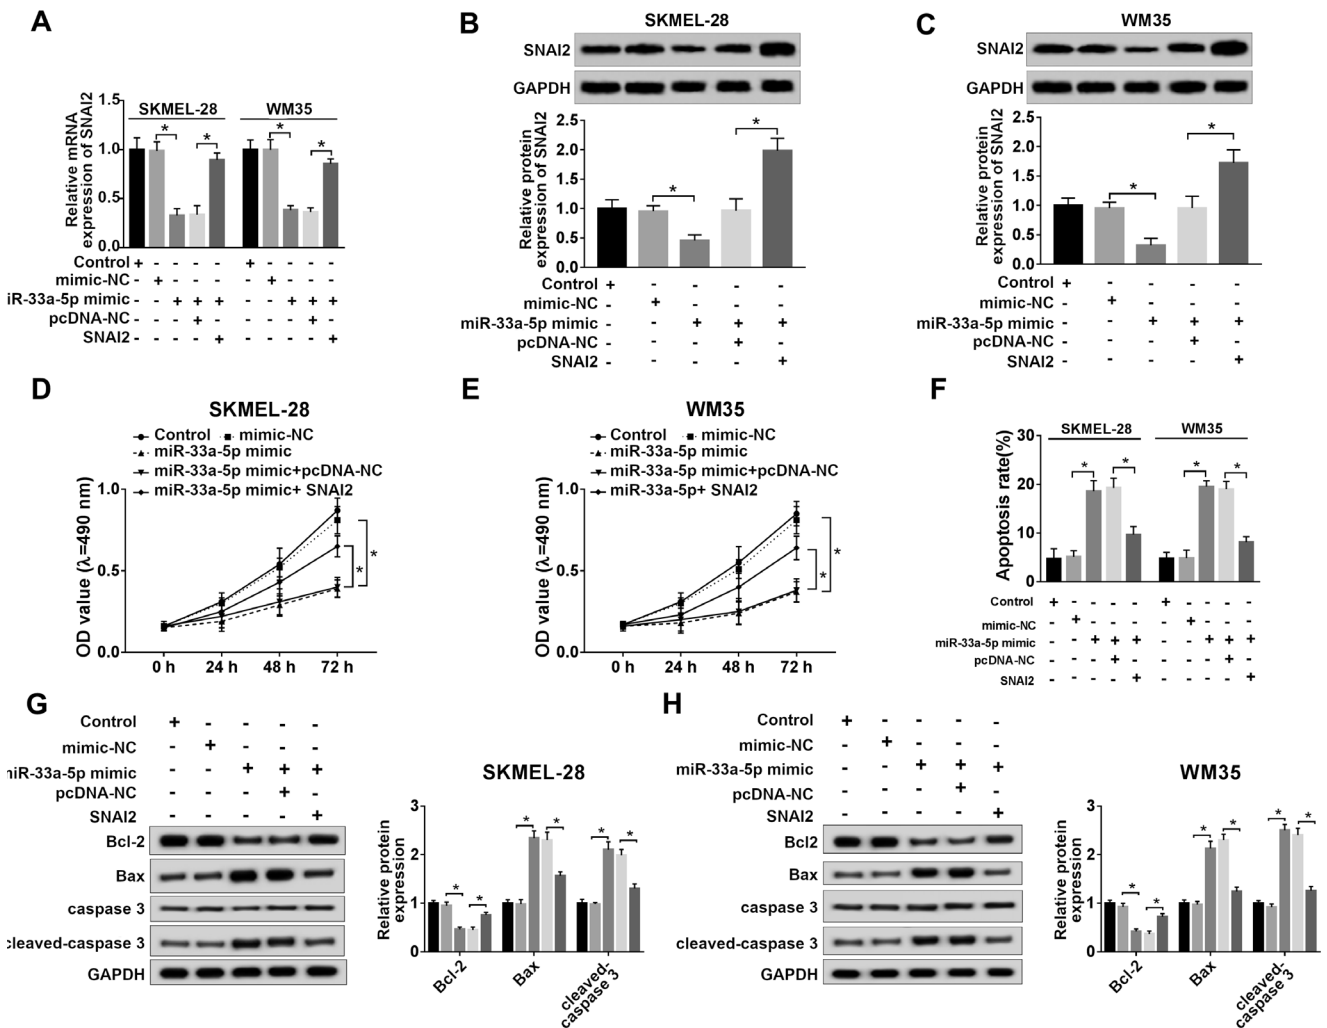 A
SKMEL-28 WM35
Relative mRNA
expression of SNAI2
1.5
1.0
0.5
0.0
* * * *
Control + - - - - + - - - -
mimic-NC - + - - - - + - - -
iR-33a-5p mimic - - + + + - - + + +
pcDNA-NC - - - + - - - - + -
SNAI2 - - - - + - - - - +
B
SKMEL-28
SNAI2
GAPDH
Relative protein
expression of SNAI2
2.5
2.0
1.5
1.0
0.5
0.0
* *
Control + - - - -
mimic-NC - + - - -
miR-33a-5p mimic - - + + +
pcDNA-NC - - - + -
SNAI2 - - - - +
C
WM35
SNAI2
GAPDH
Relative protein
expression of SNAI2
2.5
2.0
1.5
1.0
0.5
0.0
* *
Control + - - - -
mimic-NC - + - - -
miR-33a-5p mimic - - + + +
pcDNA-NC - - - + -
SNAI2 - - - - +
D
SKMEL-28
Control mimic-NC
miR-33a-5p mimic
miR-33a-5p mimic+pcDNA-NC
miR-33a-5p mimic+ SNAI2
OD value (λ=490 nm)
1.0
0.5
0.0
* *
0 h 24 h 48 h 72 h
E
WM35
Control mimic-NC
miR-33a-5p mimic
miR-33a-5p mimic+pcDNA-NC
miR-33a-5p+ SNAI2
OD value (λ=490 nm)
1.0
0.5
0.0
* *
0 h 24 h 48 h 72 h
F
SKMEL-28 WM35
Apoptosis rate(%)
30
20
10
0
* * * *
Control + - - - - + - - - -
mimic-NC - + - - - - + - - -
miR-33a-5p mimic - - + + + - - + + +
pcDNA-NC - - - + - - - - + -
SNAI2 - - - - + - - - - +
G
Control + - - - -
mimic-NC - + - - -
miR-33a-5p mimic - - + + +
pcDNA-NC - - - + -
SNAI2 - - - - +
Bcl-2
Bax
caspase 3
cleaved-caspase 3
GAPDH
SKMEL-28
Relative protein
expression
3
2
1
0
* * * * * *
Bcl-2 Bax cleaved-
caspase 3
H
Control + - - - -
mimic-NC - + - - -
miR-33a-5p mimic - - + + +
pcDNA-NC - - - + -
SNAI2 - - - - +
Bcl2
Bax
caspase 3
cleaved-caspase 3
GAPDH
WM35
Relative protein
expression
3
2
1
0
* * * * * *
Bcl-2 Bax cleaved-
caspase 3